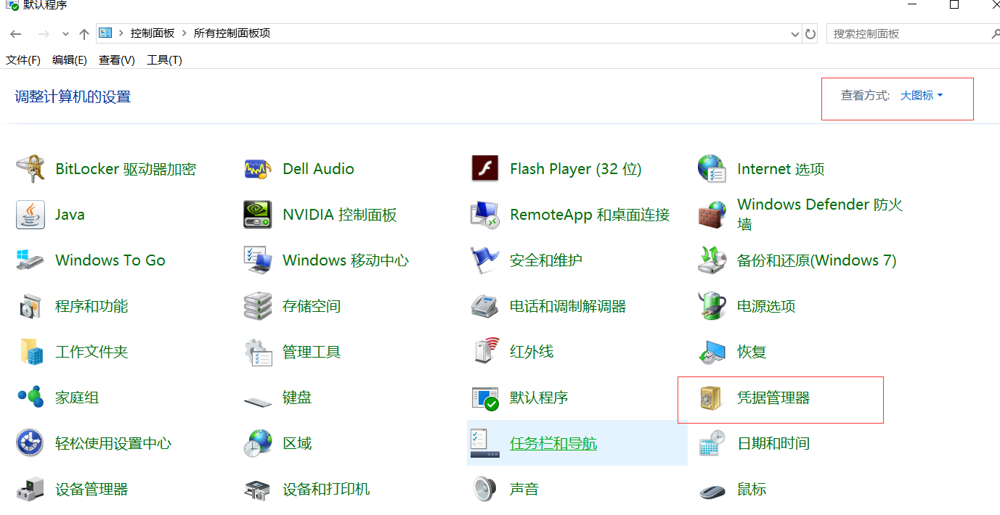 默认程序
控制面板 所有控制面板项
搜索控制面板
文件(F) 编辑(E) 查看(V) 工具(T)
调整计算机的设置
查看方式: 大图标
BitLocker 驱动器加密
Dell Audio
Flash Player (32 位)
Internet 选项
Java
NVIDIA 控制面板
RemoteApp 和桌面连接
Windows Defender 防火
墙
Windows To Go
Windows 移动中心
安全和维护
备份和还原(Windows 7)
程序和功能
存储空间
电话和调制解调器
电源选项
工作文件夹
管理工具
红外线
恢复
家庭组
键盘
默认程序
凭据管理器
轻松使用设置中心
区域
任务栏和导航
日期和时间
设备管理器
设备和打印机
声音
鼠标